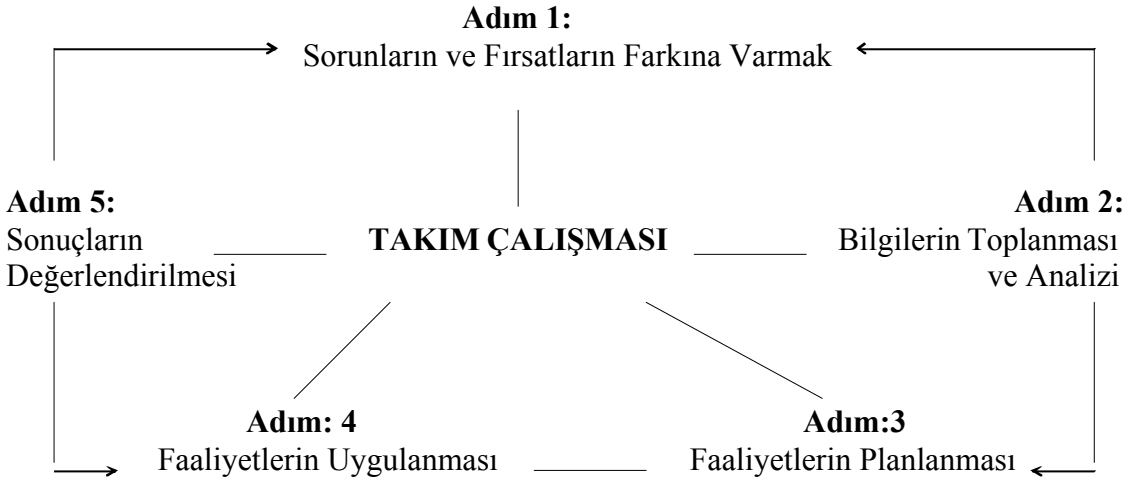 Adım 1:
Sorunların ve Fırsatların Farkına Varmak
Adım 5:
Sonuçların
Değerlendirilmesi
TAKIM ÇALIŞMASI
Adım 2:
Bilgilerin Toplanması
ve Analizi
Adım: 4
Faaliyetlerin Uygulanması
Adım:3
Faaliyetlerin Planlanması